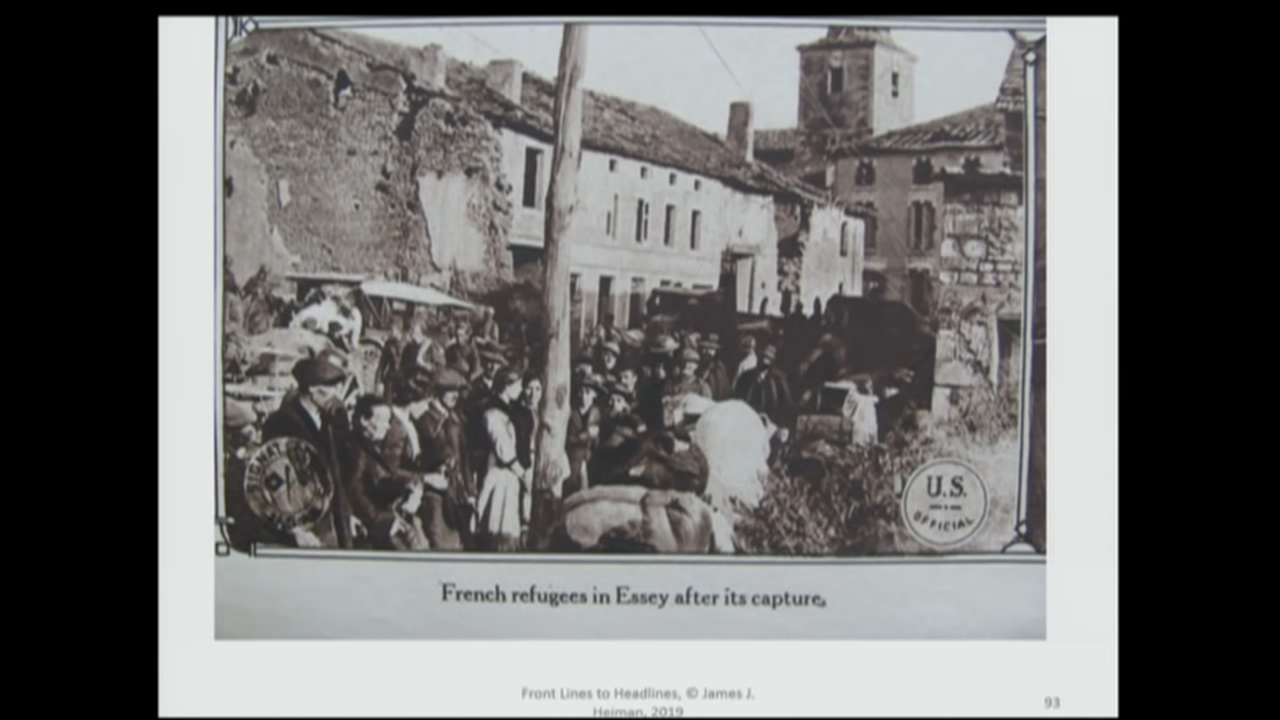 U.S.
OFFICIAL
French refugees in Essey after its capture.
Front Lines to Headlines, © James J.
Heiman, 2019
93